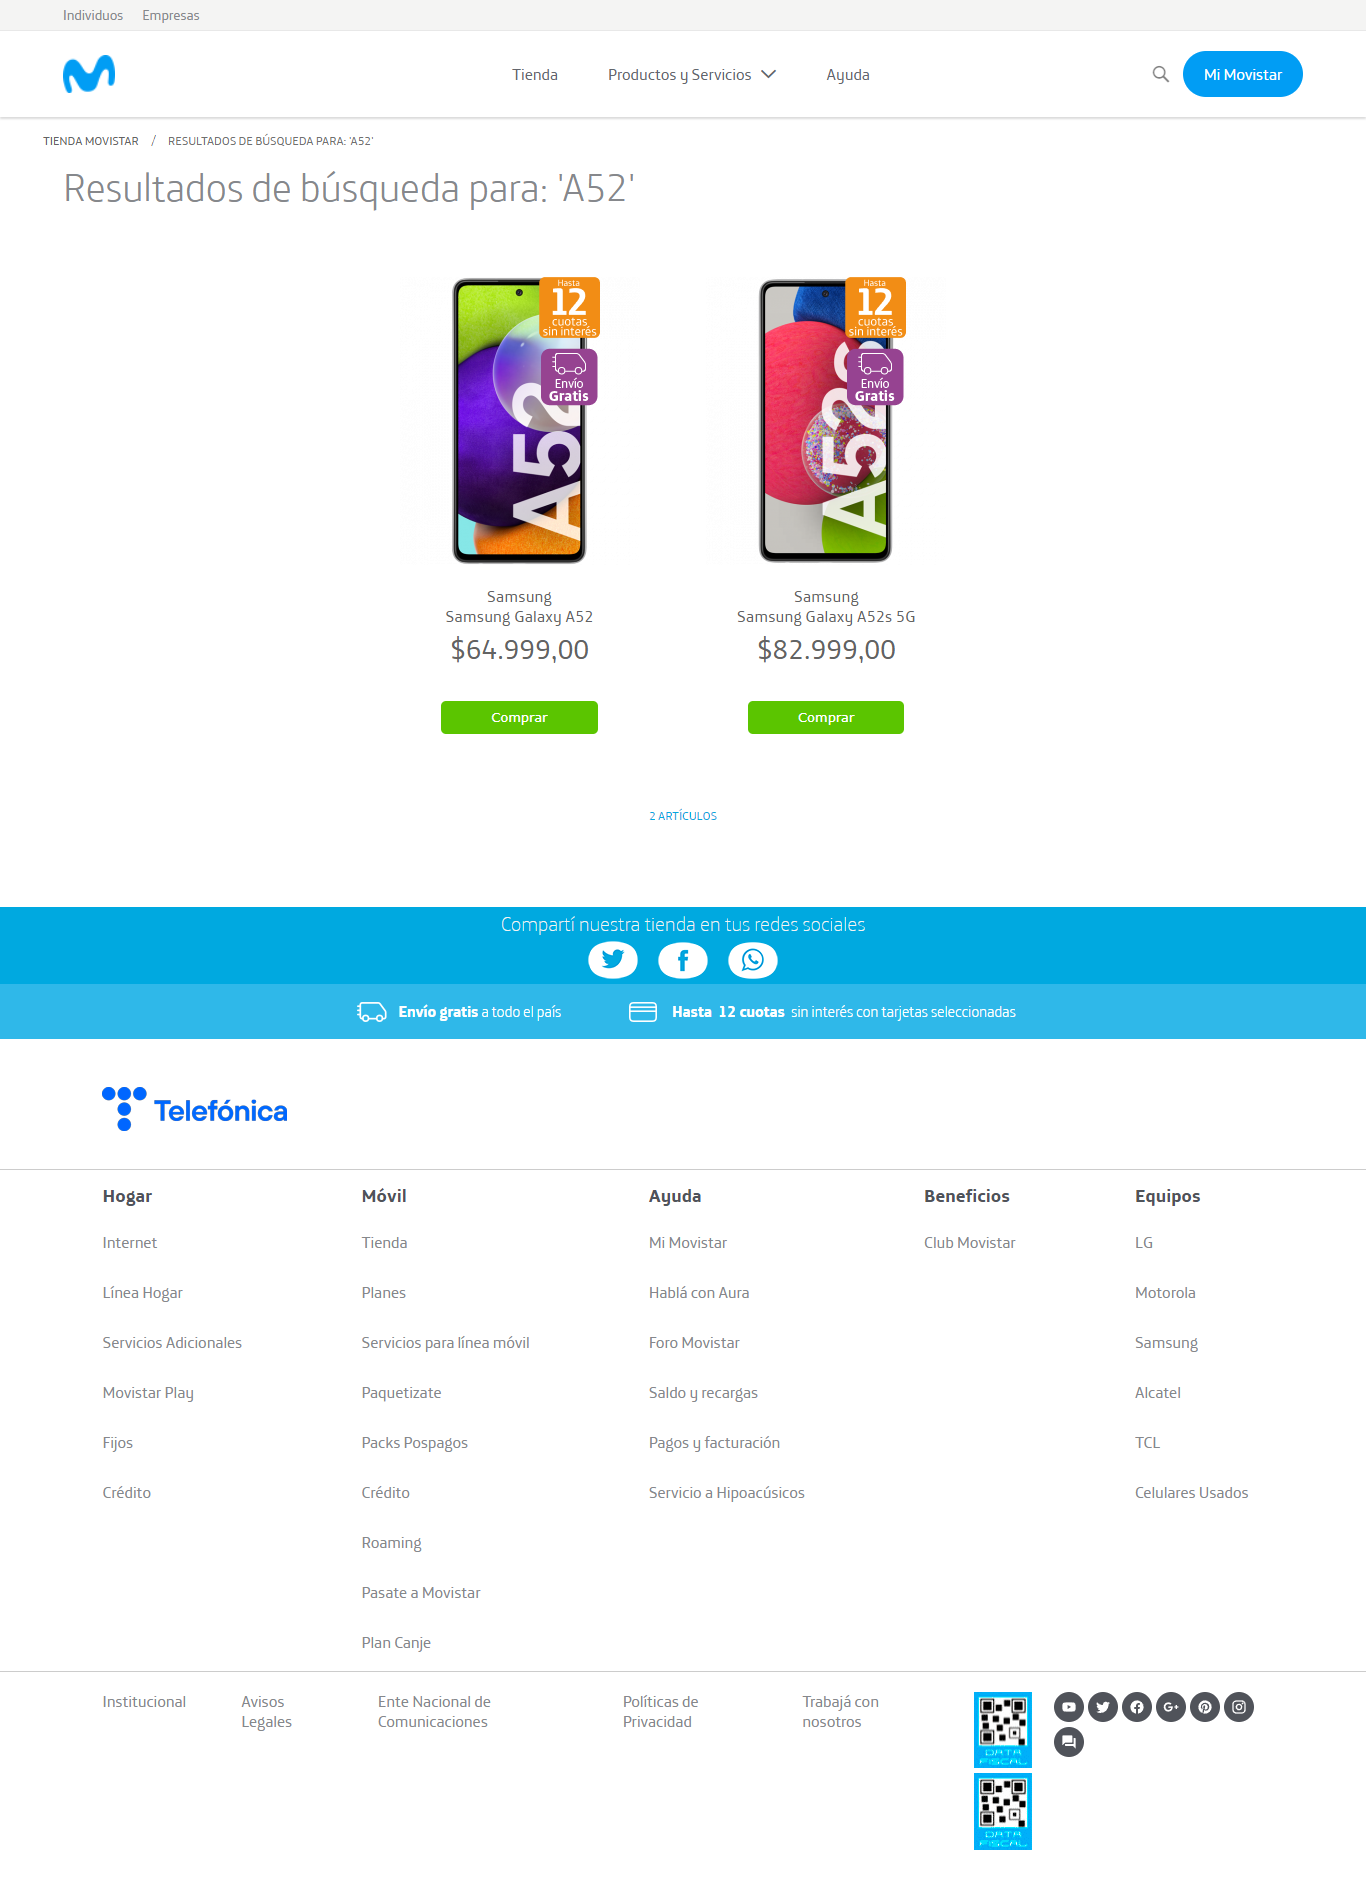 Individuos Empresas
Tienda Productos y Servicios Ayuda Mi Movistar
TIENDA MOVISTAR / RESULTADOS DE BÚSQUEDA PARA: 'A52'
Resultados de búsqueda para: 'A52'
Hasta
12
cuotas
sin interés
Envío
Gratis
A52
Hasta
12
cuotas
sin interés
Envío
Gratis
A52s
Samsung
Samsung Galaxy A52
$64.999,00
Comprar
Samsung
Samsung Galaxy A52s 5G
$82.999,00
Comprar
2 ARTÍCULOS
Compartí nuestra tienda en tus redes sociales
Envío gratis a todo el país
Hasta 12 cuotas sin interés con tarjetas seleccionadas
Telefónica
Hogar
Internet
Línea Hogar
Servicios Adicionales
Movistar Play
Fijos
Crédito
Móvil
Tienda
Planes
Servicios para línea móvil
Paquetizate
Packs Pospagos
Crédito
Roaming
Pasate a Movistar
Plan Canje
Ayuda
Mi Movistar
Hablá con Aura
Foro Movistar
Saldo y recargas
Pagos y facturación
Servicio a Hipoacúsicos
Beneficios
Club Movistar
Equipos
LG
Motorola
Samsung
Alcatel
TCL
Celulares Usados
Institucional
Avisos
Legales
Ente Nacional de
Comunicaciones
Políticas de
Privacidad
Trabajá con
nosotros
DATA
FISCAL
DATA
FISCAL